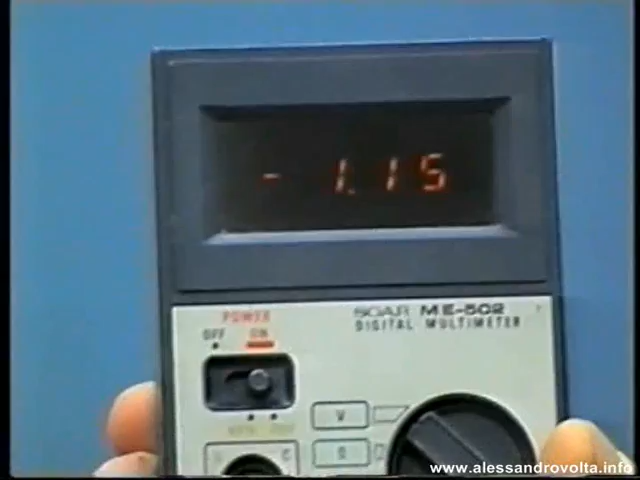 - 1.15
SOAR ME-502
DIGITAL MULTIMETER
POWER
OFF ON
V
Ω
C
www.alessandrovolta.info